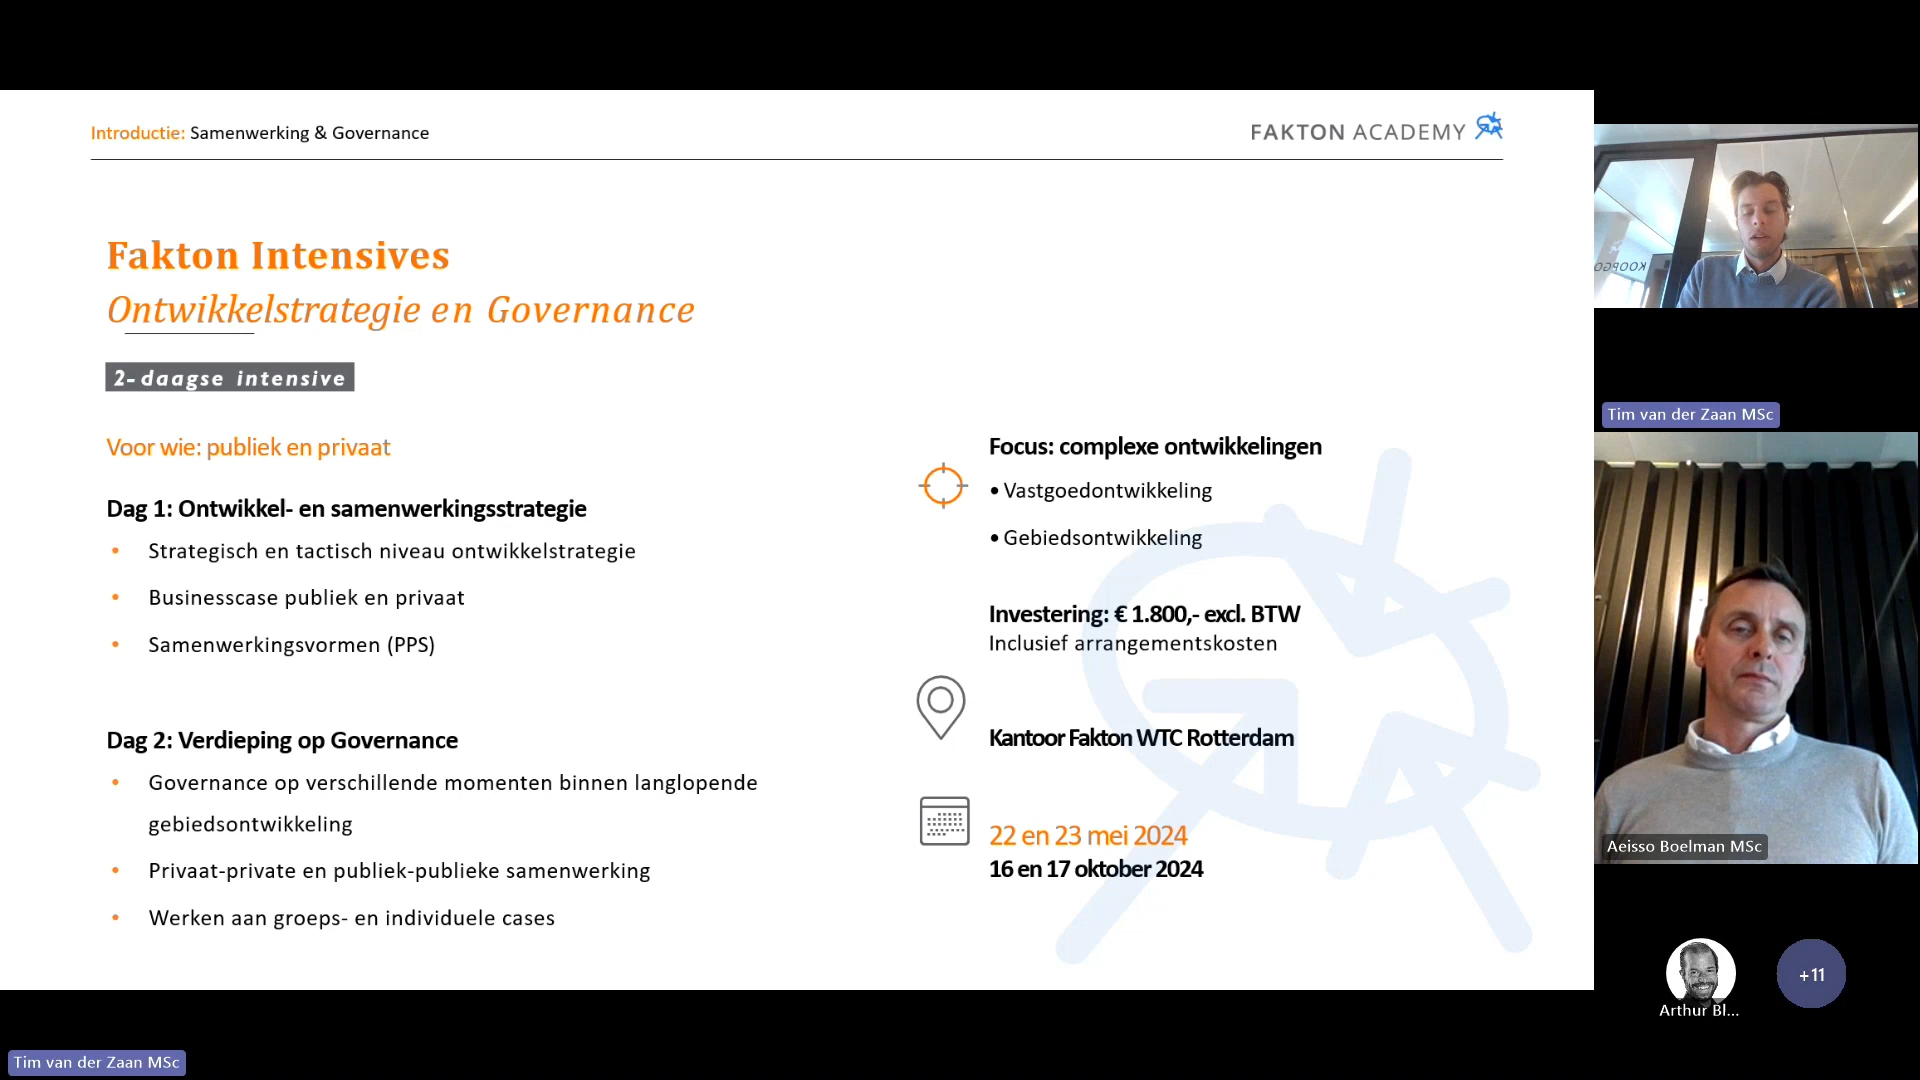 Introductie: Samenwerking & Governance
FAKTON ACADEMY
Fakton Intensives
Ontwikkelstrategie en Governance
2-daagse intensive
Voor wie: publiek en privaat
Dag 1: Ontwikkel- en samenwerkingsstrategie
• Strategisch en tactisch niveau ontwikkelstrategie
• Businesscase publiek en privaat
• Samenwerkingsvormen (PPS)
Dag 2: Verdieping op Governance
• Governance op verschillende momenten binnen langlopende
gebiedsontwikkeling
• Privaat-private en publiek-publieke samenwerking
• Werken aan groeps- en individuele cases
Focus: complexe ontwikkelingen
• Vastgoedontwikkeling
• Gebiedsontwikkeling
Investering: € 1.800,- excl. BTW
Inclusief arrangementskosten
Kantoor Fakton WTC Rotterdam
22 en 23 mei 2024
16 en 17 oktober 2024
Tim van der Zaan MSc
Aeisso Boelman MSc
Arthur Bl...
+11
Tim van der Zaan MSc